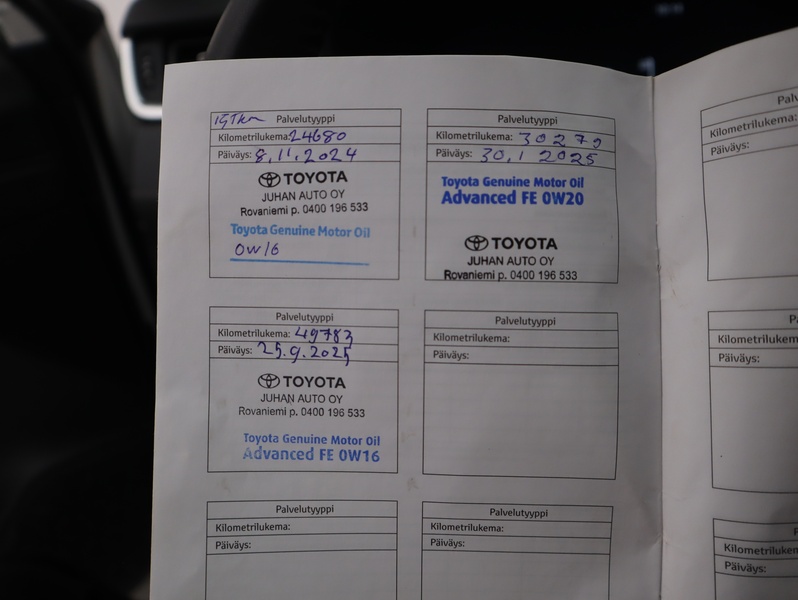 15Tkm Palvelutyyppi
Kilometrilukema: 24680
Päiväys: 8.11.2024
TOYOTA
JUHAN AUTO OY
Rovaniemi p. 0400 196 533
Toyota Genuine Motor Oil
0W16
Palvelutyyppi
Kilometrilukema: 30270
Päiväys: 30.1 2025
Toyota Genuine Motor Oil
Advanced FE 0W20
TOYOTA
JUHAN AUTO OY
Rovaniemi p. 0400 196 533
Palvelutyyppi
Kilometrilukema: 49783
Päiväys: 25.9.2025
TOYOTA
JUHAN AUTO OY
Rovaniemi p. 0400 196 533
Toyota Genuine Motor Oil
Advanced FE 0W16
Palvelutyyppi
Kilometrilukema:
Päiväys:
Palvelutyyppi
Kilometrilukema:
Päiväys:
Palvelutyyppi
Kilometrilukema:
Päiväys:
Kilometrilukema:
Päiväys:
Kilometrilukem
Päiväys:
Kilometriluken
Päiväys: